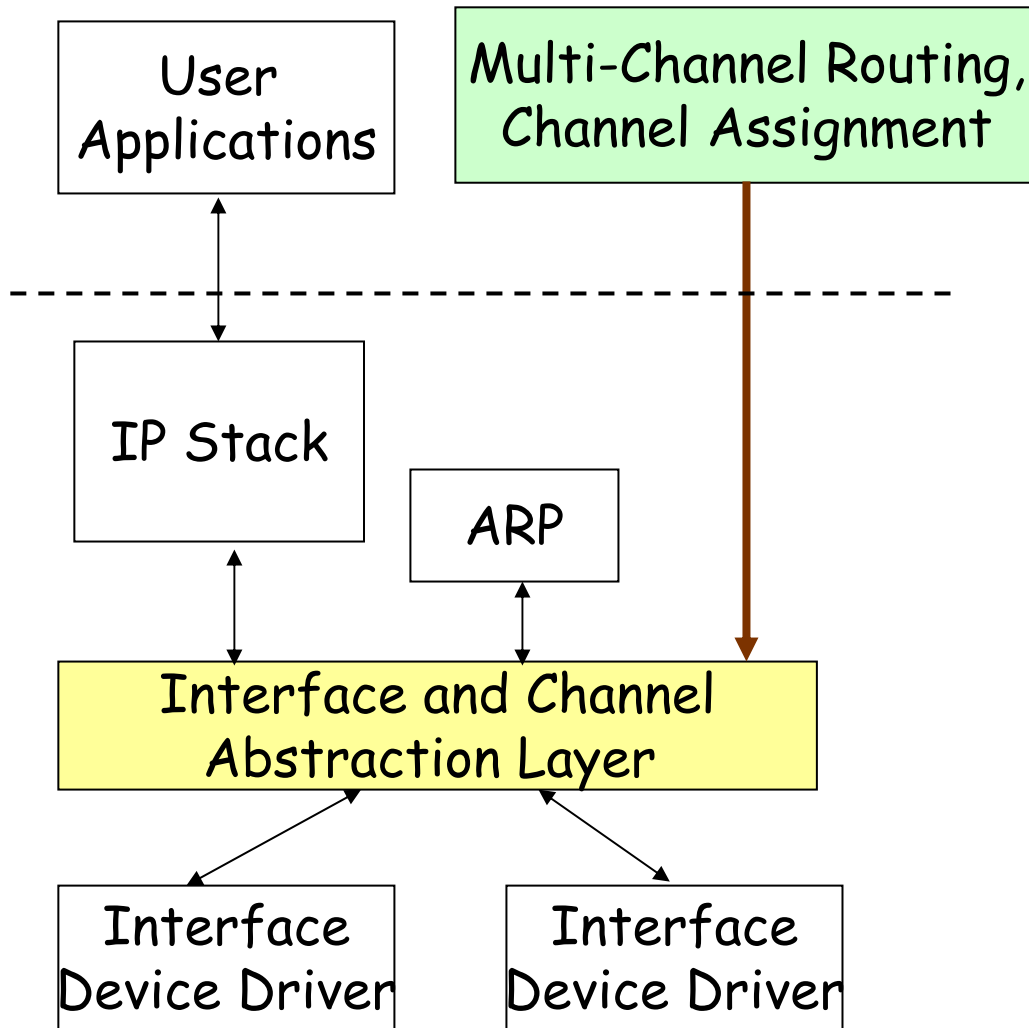 User
Applications
Multi-Channel Routing,
Channel Assignment
IP Stack
ARP
Interface and Channel
Abstraction Layer
Interface
Device Driver
Interface
Device Driver